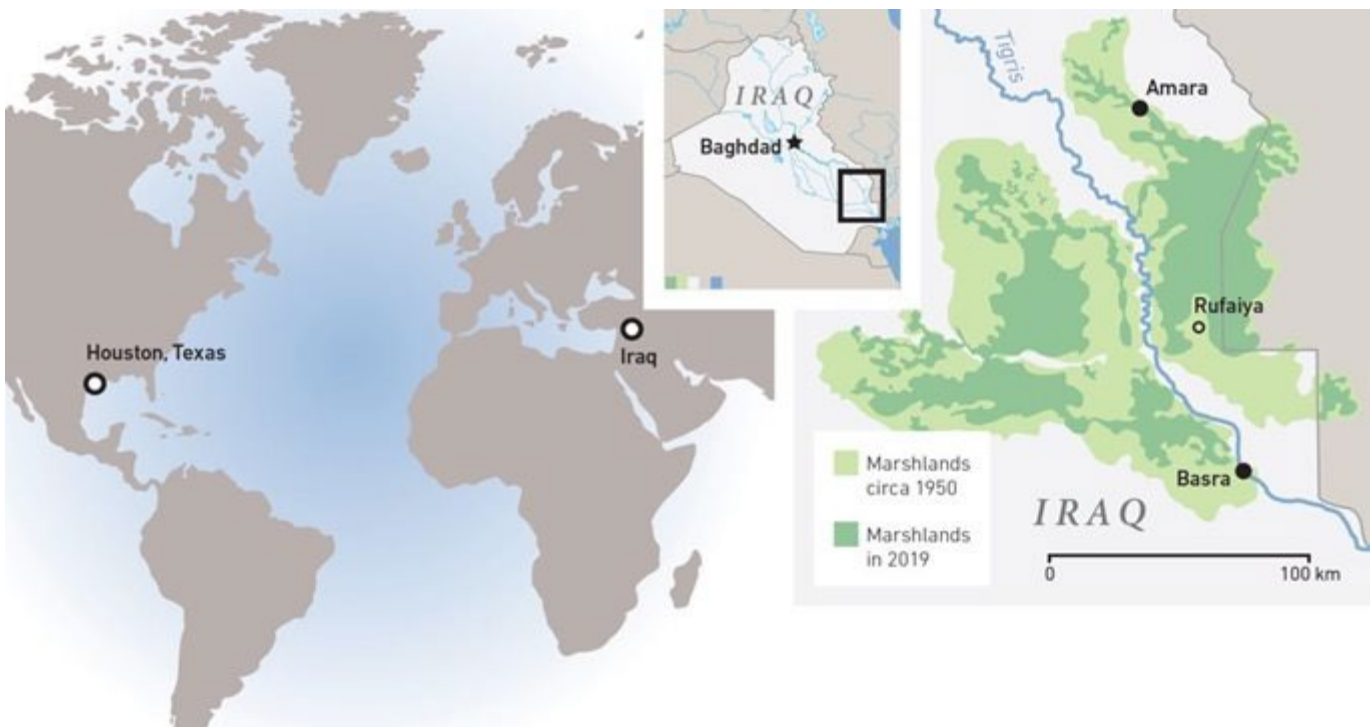 Houston, Texas
Iraq
IRAQ
Baghdad
Tigris
Amara
Rufaiya
Basra
IRAQ
Marshlands
circa 1950
Marshlands
in 2019
0
100 km